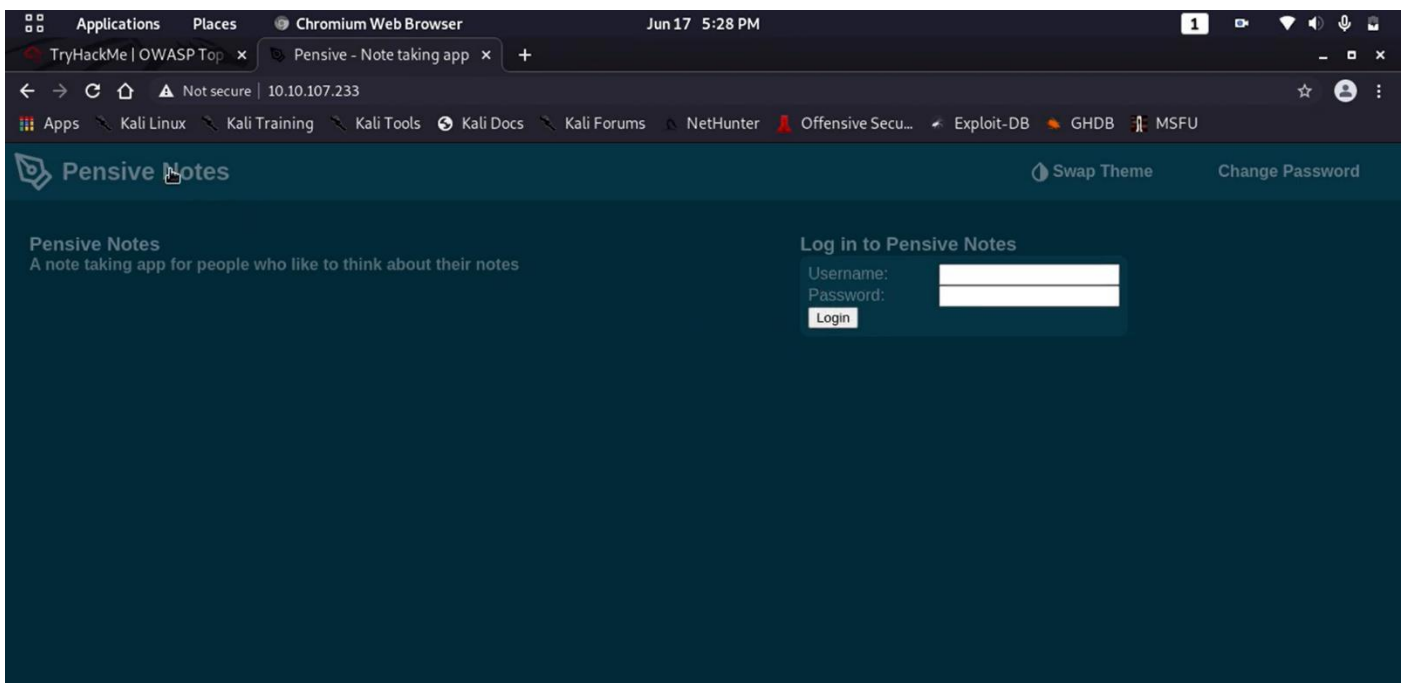 Applications Places Chromium Web Browser Jun 17 5:28 PM 1
TryHackMe | OWASP Top Pensive - Note taking app
Not secure | 10.10.107.233
Apps Kali Linux Kali Training Kali Tools Kali Docs Kali Forums NetHunter Offensive Secu... Exploit-DB GHDB MSFU
Pensive Notes Swap Theme Change Password
Pensive Notes
A note taking app for people who like to think about their notes
Log in to Pensive Notes
Username:
Password:
Login